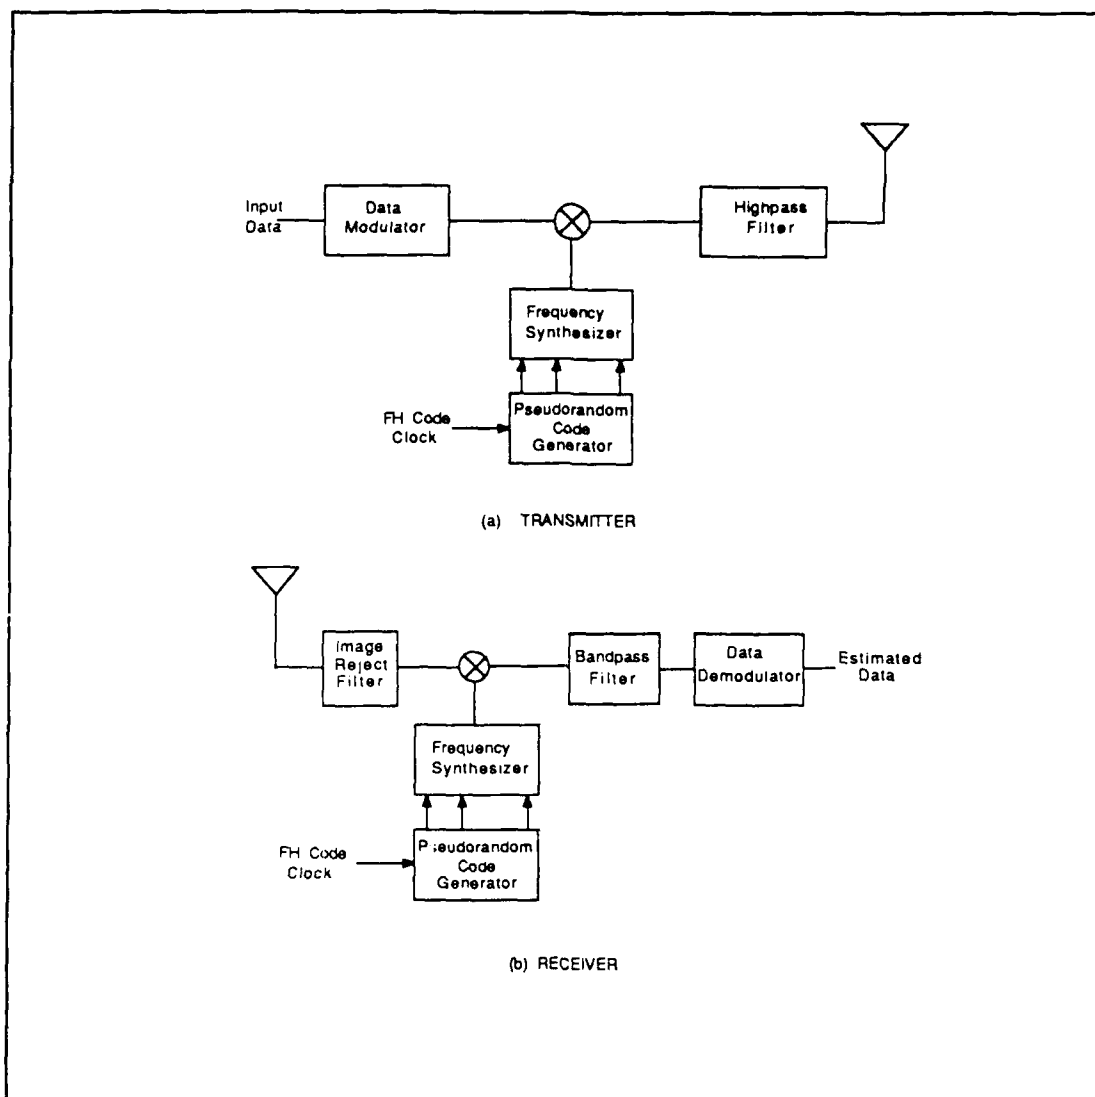 Input
Data
Data
Modulator
Highpass
Filter
Frequency
Synthesizer
FH Code
Clock
Pseudorandom
Code
Generator
(a) TRANSMITTER
Image
Reject
Filter
Bandpass
Filter
Data
Demodulator
Estimated
Data
Frequency
Synthesizer
FH Code
Clock
Pseudorandom
Code
Generator
(b) RECEIVER